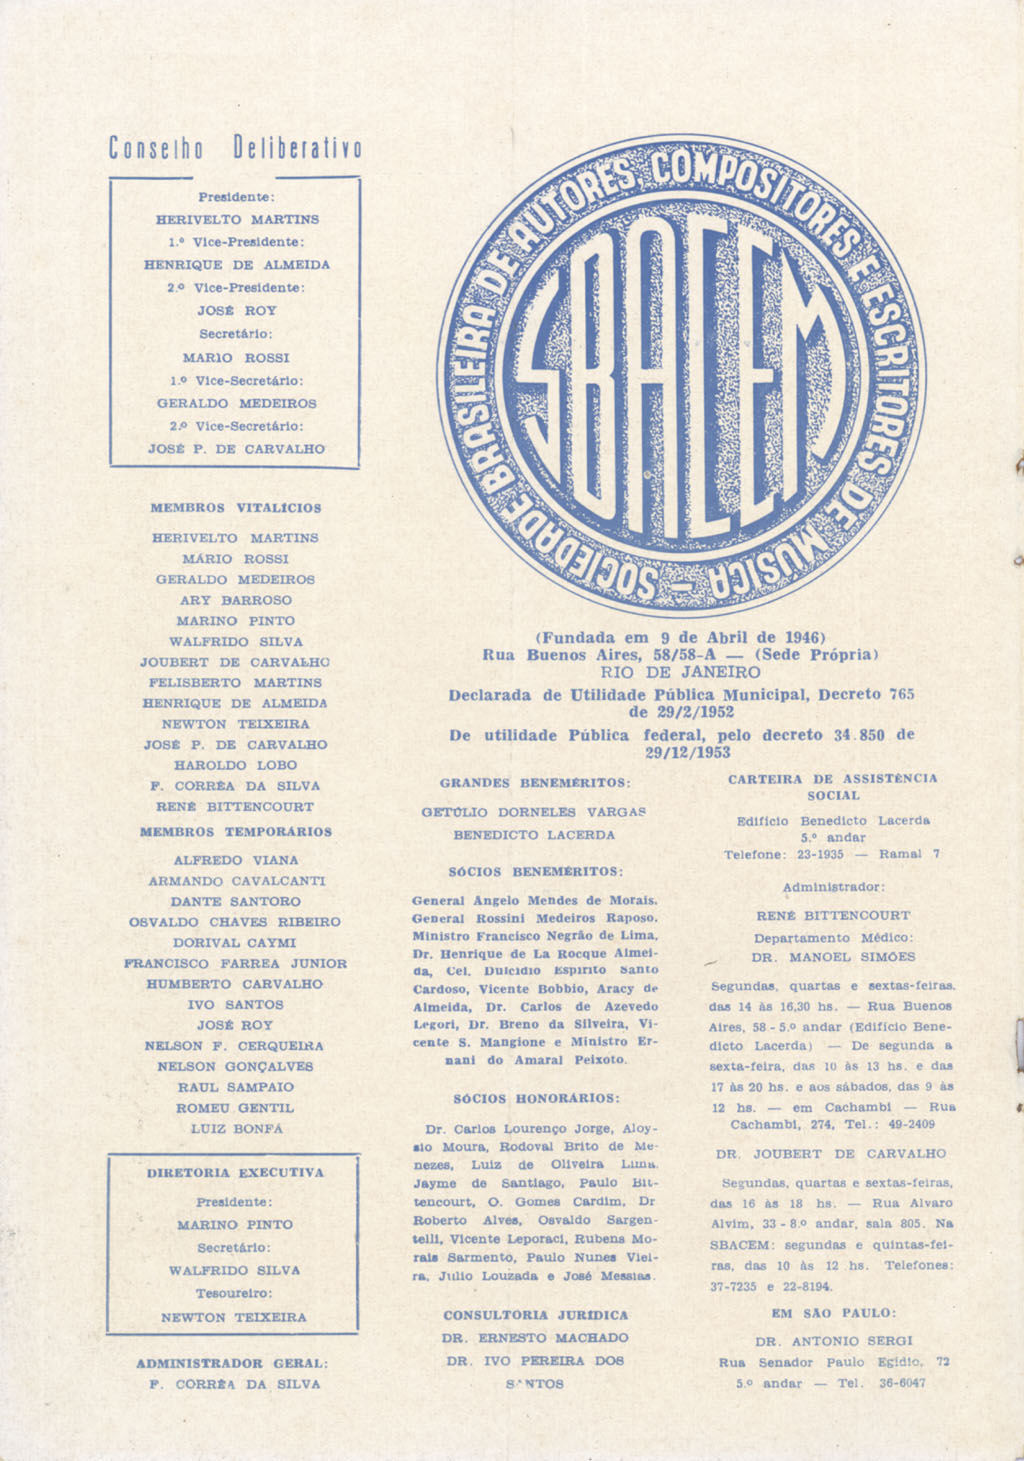 Conselho Deliberativo
Presidente:
HERIVELTO MARTINS
1.º Vice-Presidente:
HENRIQUE DE ALMEIDA
2.º Vice-Presidente:
JOSÉ ROY
Secretário:
MARIO ROSSI
1.º Vice-Secretário:
GERALDO MEDEIROS
2.º Vice-Secretário:
JOSÉ P. DE CARVALHO
MEMBROS VITALÍCIOS
HERIVELTO MARTINS
MÁRIO ROSSI
GERALDO MEDEIROS
ARY BARROSO
MARINO PINTO
WALFRIDO SILVA
JOUBERT DE CARVALHO
FELISBERTO MARTINS
HENRIQUE DE ALMEIDA
NEWTON TEIXEIRA
JOSÉ P. DE CARVALHO
HAROLDO LOBO
F. CORRÊA DA SILVA
RENÉ BITTENCOURT
MEMBROS TEMPORÁRIOS
ALFREDO VIANA
ARMANDO CAVALCANTI
DANTE SANTORO
OSVALDO CHAVES RIBEIRO
DORIVAL CAYMI
FRANCISCO FARREA JUNIOR
HUMBERTO CARVALHO
IVO SANTOS
JOSÉ ROY
NELSON F. CERQUEIRA
NELSON GONÇALVES
RAUL SAMPAIO
ROMEU GENTIL
LUIZ BONFÁ
DIRETORIA EXECUTIVA
Presidente:
MARINO PINTO
Secretário:
WALFRIDO SILVA
Tesoureiro:
NEWTON TEIXEIRA
ADMINISTRADOR GERAL:
F. CORRÊA DA SILVA
SOCIEDADE BRASILEIRA DE AUTORES, COMPOSITORES E ESCRITORES DE MUSICA –
SBACEM
(Fundada em 9 de Abril de 1946)
Rua Buenos Aires, 58/58-A — (Sede Própria)
RIO DE JANEIRO
Declarada de Utilidade Pública Municipal, Decreto 765
de 29/2/1952
De utilidade Pública federal, pelo decreto 34.850 de
29/12/1953
GRANDES BENEMÉRITOS:
GETÚLIO DORNELES VARGAS
BENEDICTO LACERDA
SÓCIOS BENEMÉRITOS:
General Angelo Mendes de Morais,
General Rossini Medeiros Raposo,
Ministro Francisco Negrão de Lima,
Dr. Henrique de La Rocque Almei-
da, Cel. Dulcidio Espirito Santo
Cardoso, Vicente Bobbio, Aracy de
Almeida, Dr. Carlos de Azevedo
Legori, Dr. Breno da Silveira, Vi-
cente S. Mangione e Ministro Er-
nani do Amaral Peixoto.
SÓCIOS HONORÁRIOS:
Dr. Carlos Lourenço Jorge, Aloy-
sio Moura, Rodoval Brito de Me-
nezes, Luiz de Oliveira Lima,
Jayme de Santiago, Paulo Bit-
tencourt, O. Gomes Cardim, Dr
Roberto Alves, Osvaldo Sargen-
telli, Vicente Leporaci, Rubens Mo-
rais Sarmento, Paulo Nunes Viei-
ra, Julio Louzada e José Messias.
CONSULTORIA JURÍDICA
DR. ERNESTO MACHADO
DR. IVO PEREIRA DOS
SANTOS
CARTEIRA DE ASSISTÊNCIA
SOCIAL
Edifício Benedicto Lacerda
5.º andar
Telefone: 23-1935 — Ramal 7
Administrador:
RENÉ BITTENCOURT
Departamento Médico:
DR. MANOEL SIMÕES
Segundas, quartas e sextas-feiras,
das 14 às 16,30 hs. — Rua Buenos
Aires, 58 - 5.º andar (Edifício Bene-
dicto Lacerda) — De segunda a
sexta-feira, das 10 às 13 hs. e das
17 às 20 hs. e aos sábados, das 9 às
12 hs. — em Cachambi — Rua
Cachambi, 274, Tel.: 49-2409
DR. JOUBERT DE CARVALHO
Segundas, quartas e sextas-feiras,
das 16 às 18 hs. — Rua Alvaro
Alvim, 33 - 8.º andar, sala 805. Na
SBACEM: segundas e quintas-fei-
ras, das 10 às 12 hs. Telefones:
37-7235 e 22-8194.
EM SÃO PAULO:
DR. ANTONIO SERGI
Rua Senador Paulo Egídio, 72
5.º andar — Tel. 36-6047